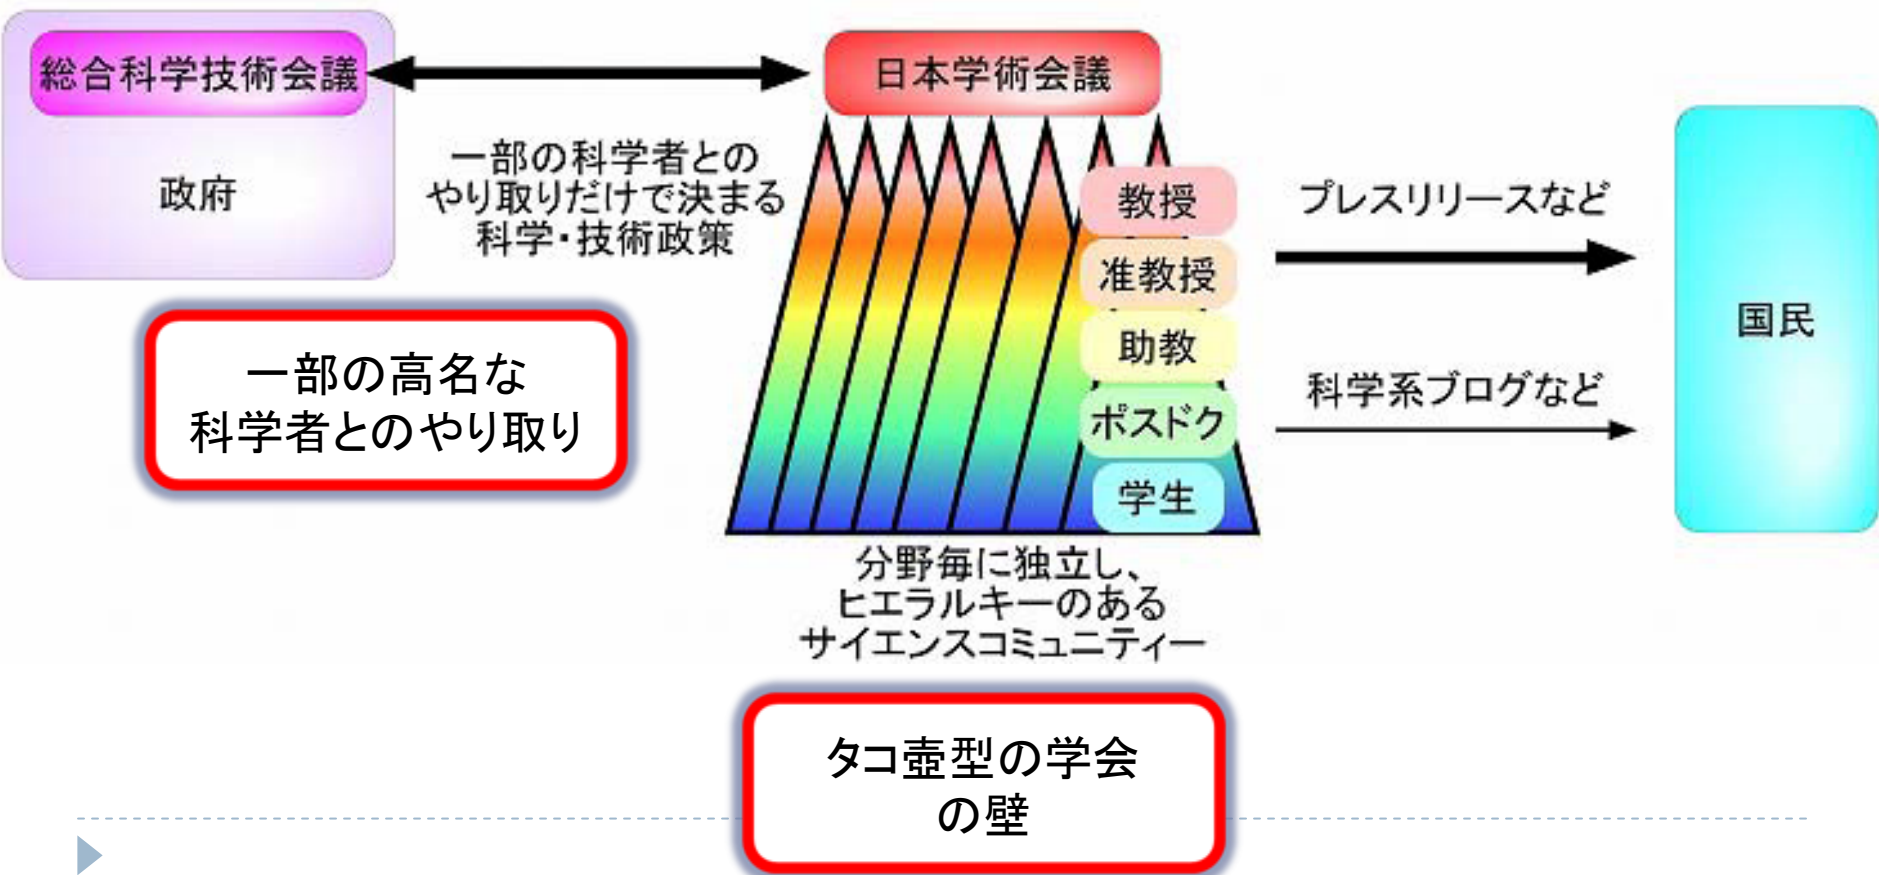 総合科学技術会議
政府
一部の科学者との
やり取りだけで決まる
科学・技術政策
一部の高名な
科学者とのやり取り
日本学術会議
教授
准教授
助教
ポスドク
学生
分野毎に独立し、
ヒエラルキーのある
サイエンスコミュニティー
タコ壺型の学会
の壁
プレスリリースなど
科学系ブログなど
国民